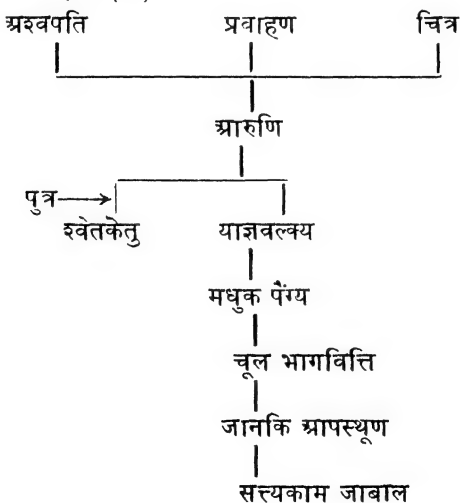 अश्वपति प्रवाहण चित्र
आरुणि
पुत्र
श्वेतकेतु याज्ञवल्क्य
मधुक पैंग्य
चूल भागवित्ति
जानकि आपस्थूण
सत्त्यकाम जाबाल